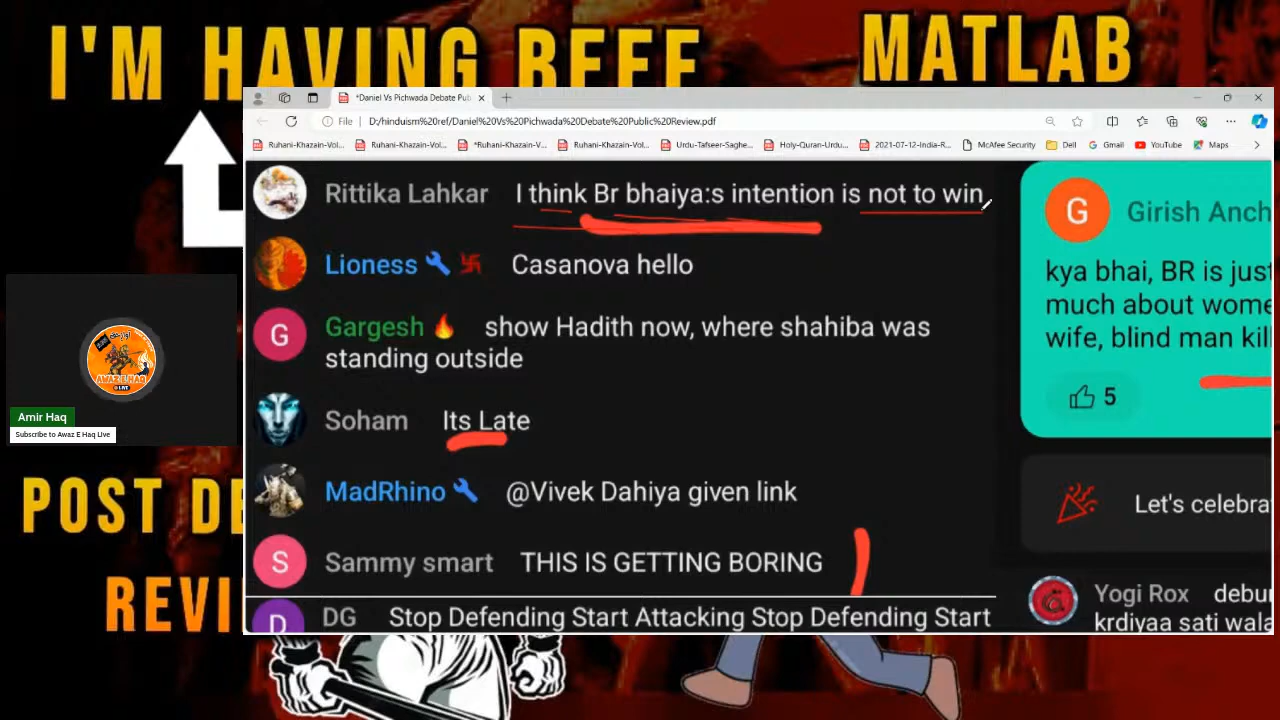 I'M HAVING BEEF
MATLAB
*Daniel Vs Pichwada Debate Pub
File | D:/hinduism%20ref/Daniel%20Vs%20Pichwada%20Debate%20Public%20Review.pdf
Ruhani-Khazain-Vol... Ruhani-Khazain-Vol... *Ruhani-Khazain-V... Ruhani-Khazain-Vol... Urdu-Tafseer-Saghe... Holy-Quran-Urdu... 2021-07-12-India-R... McAfee Security Dell Gmail YouTube Maps
Rittika Lahkar I think Br bhaiya:s intention is not to win
Lioness Casanova hello
G Gargesh show Hadith now, where shahiba was
standing outside
Soham Its Late
MadRhino @Vivek Dahiya given link
S Sammy smart THIS IS GETTING BORING
D DG Stop Defending Start Attacking Stop Defending Start
G Girish Anch
kya bhai, BR is just
much about wome
wife, blind man kil
5
Let's celebra
Yogi Rox debu
krdiyaa sati wala
AWAZ E HAQ
LIVE
Amir Haq
Subscribe to Awaz E Haq Live
POST DE
REVI